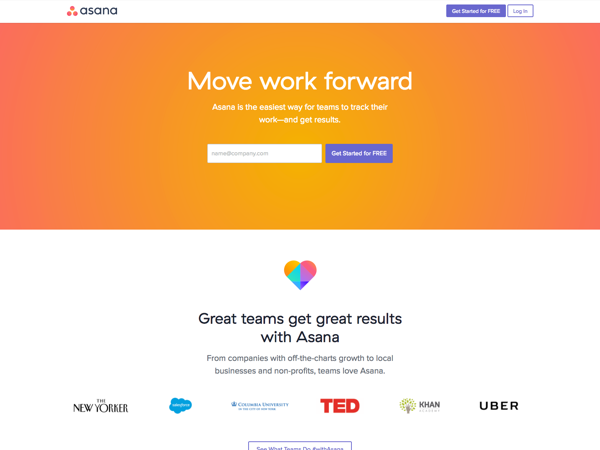 asana
Get Started for FREE
Log In
Move work forward
Asana is the easiest way for teams to track their
work—and get results.
name@company.com
Get Started for FREE
Great teams get great results
with Asana
From companies with off-the-charts growth to local
businesses and non-profits, teams love Asana.
THE
NEW YORKER
salesforce
COLUMBIA UNIVERSITY
IN THE CITY OF NEW YORK
TED
KHAN
ACADEMY
UBER
See What Teams Do #withAsana